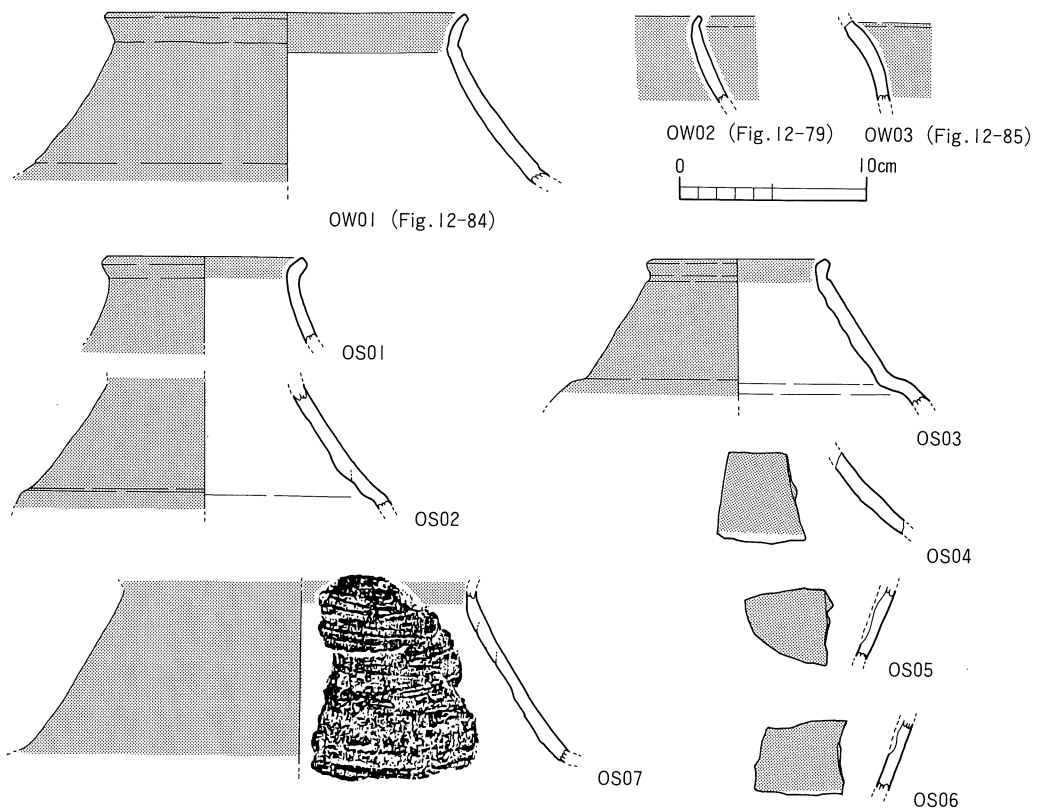 OW02 (Fig.12-79)
OW03 (Fig.12-85)
0 10cm
OW01 (Fig.12-84)
OS01
OS03
OS02
OS04
OS05
OS07
OS06